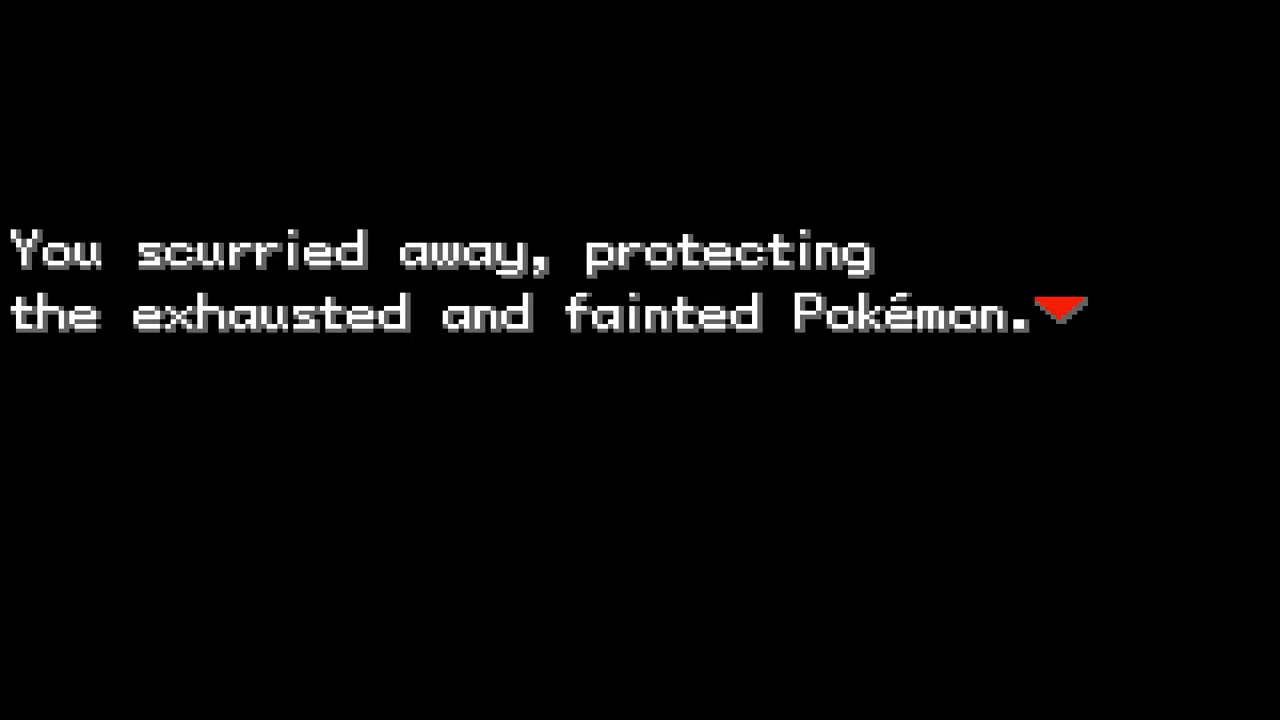 You scurried away, protecting
the exhausted and fainted Pokémon.